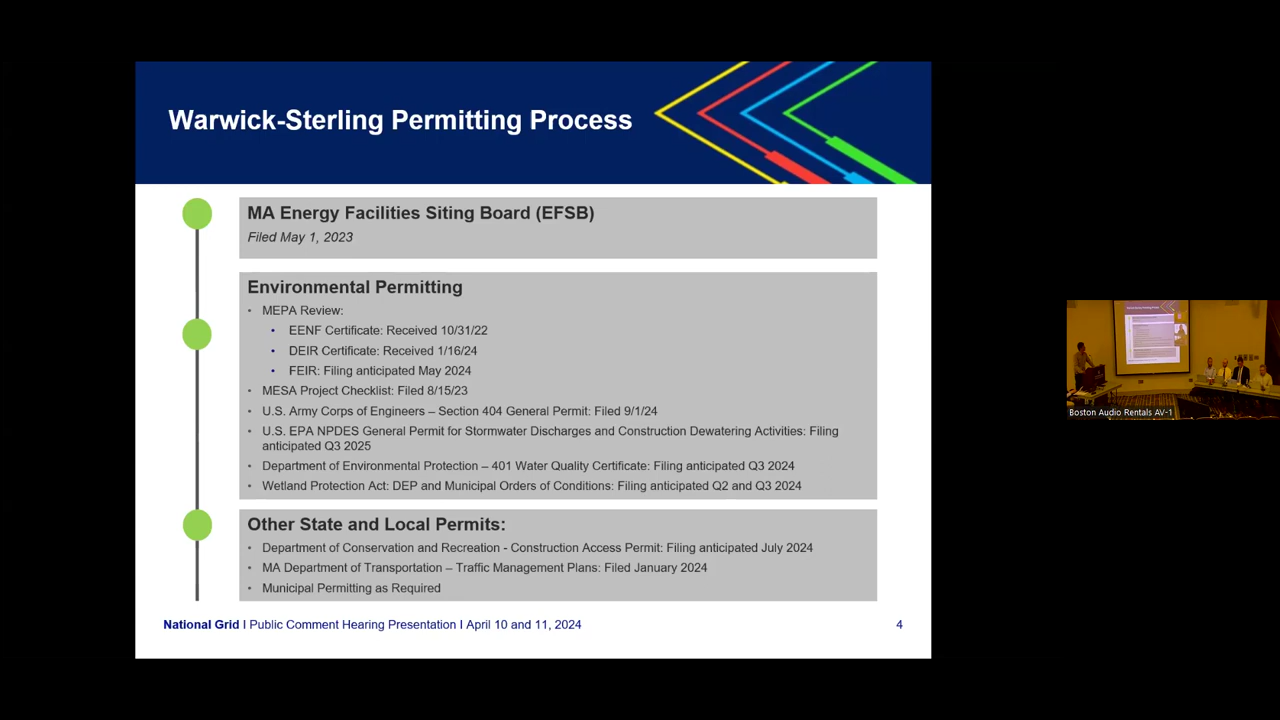 Warwick-Sterling Permitting Process
MA Energy Facilities Siting Board (EFSB)
Filed May 1, 2023
Environmental Permitting
• MEPA Review:
• EENF Certificate: Received 10/31/22
• DEIR Certificate: Received 1/16/24
• FEIR: Filing anticipated May 2024
• MESA Project Checklist: Filed 8/15/23
• U.S. Army Corps of Engineers – Section 404 General Permit: Filed 9/1/24
• U.S. EPA NPDES General Permit for Stormwater Discharges and Construction Dewatering Activities: Filing
anticipated Q3 2025
• Department of Environmental Protection – 401 Water Quality Certificate: Filing anticipated Q3 2024
• Wetland Protection Act: DEP and Municipal Orders of Conditions: Filing anticipated Q2 and Q3 2024
Other State and Local Permits:
• Department of Conservation and Recreation - Construction Access Permit: Filing anticipated July 2024
• MA Department of Transportation – Traffic Management Plans: Filed January 2024
• Municipal Permitting as Required
National Grid I Public Comment Hearing Presentation I April 10 and 11, 2024
4
Boston Audio Rentals AV-1